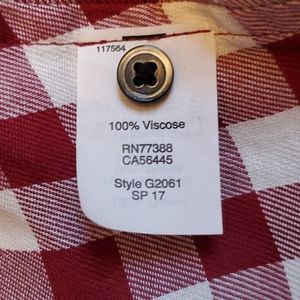 117564
100% Viscose
RN77388
CA56445
Style G2061
SP 17